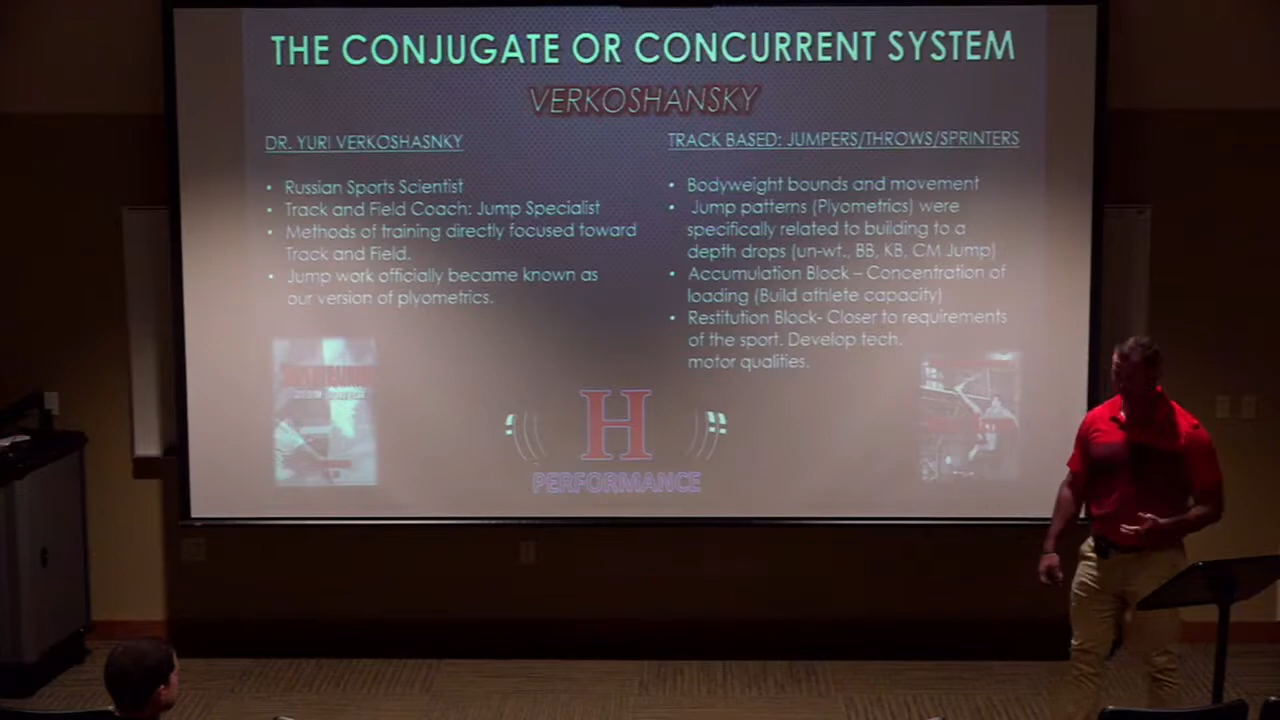 THE CONJUGATE OR CONCURRENT SYSTEM
VERKOSHANSKY
DR. YURI VERKOSHASNKY
• Russian Sports Scientist
• Track and Field Coach: Jump Specialist
• Methods of training directly focused toward
Track and Field.
• Jump work officially became known as
our version of plyometrics.
TRACK BASED: JUMPERS/THROWS/SPRINTERS
• Bodyweight bounds and movement
• Jump patterns (Plyometrics) were
specifically related to building to a
depth drops (un-wt., BB, KB, CM Jump)
• Accumulation Block – Concentration of
loading (Build athlete capacity)
• Restitution Block- Closer to requirements
of the sport. Develop tech.
motor qualities.
H
PERFORMANCE